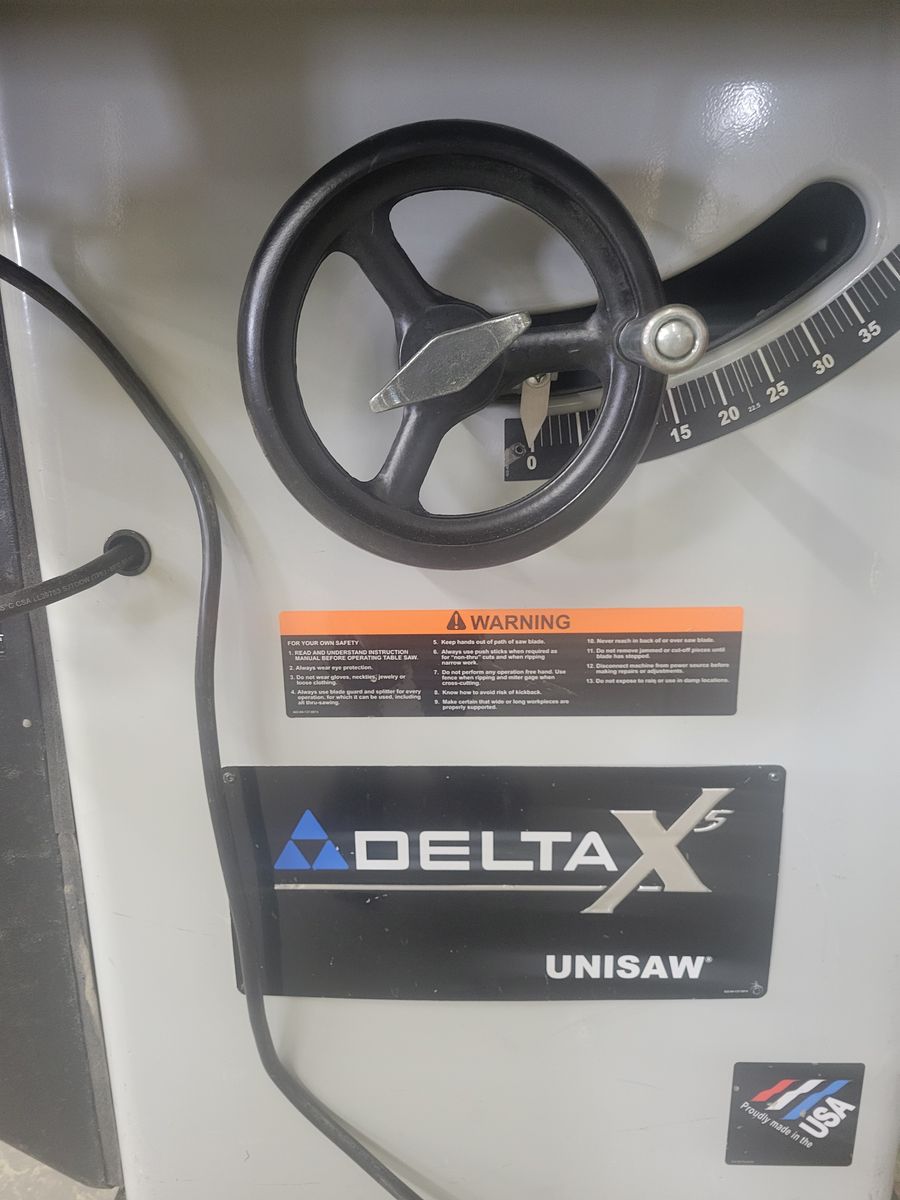 35
30
25
22.5
20
15
0
5°C CSA LL38753 SJTOOW
WARNING
FOR YOUR OWN SAFETY
1. READ AND UNDERSTAND INSTRUCTION
MANUAL BEFORE OPERATING TABLE SAW.
2. Always wear eye protection.
3. Do not wear gloves, necklies, jewelry or
loose clothing.
4. Always use blade guard and splitter for every
operation, for which it can be used, including
all thru-sawing.
5. Keep hands out of path of saw blade.
6. Always use push sticks when required as
for "non-thru" cuts and when ripping
narrow work.
7. Do not perform any operation free hand. Use
fence when ripping and miter gage when
cross-cutting.
8. Know how to avoid risk of kickback.
9. Make certain that wide or long workpieces are
properly supported.
10. Never reach in back of or over saw blade.
11. Do not remove jammed or cut-off pieces until
blade has stopped.
12. Disconnect machine from power source before
making repairs or adjustments.
13. Do not expose to rain or use in damp locations.
DELTA X5
UNISAW®
Proudly made in the
USA